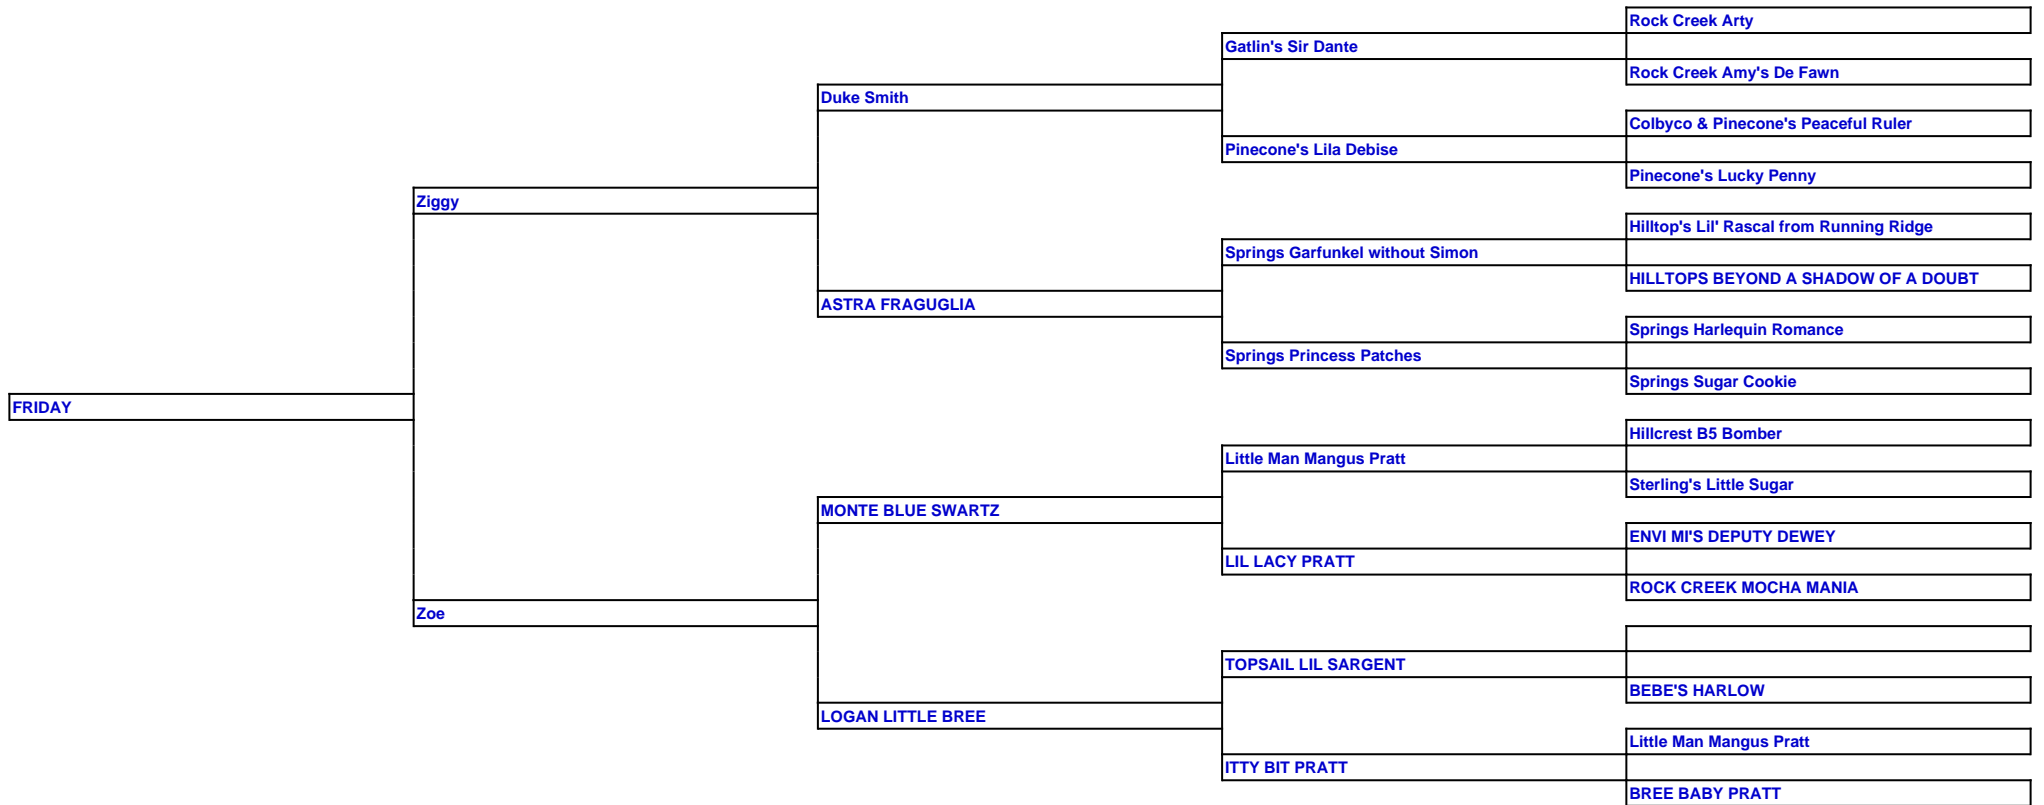 Rock Creek Arty
Gatlin's Sir Dante
Rock Creek Amy's De Fawn
Duke Smith
Colbyco & Pinecone's Peaceful Ruler
Pinecone's Lila Debise
Pinecone's Lucky Penny
Ziggy
Hilltop's Lil' Rascal from Running Ridge
Springs Garfunkel without Simon
HILLTOPS BEYOND A SHADOW OF A DOUBT
ASTRA FRAGUGLIA
Springs Harlequin Romance
Springs Princess Patches
Springs Sugar Cookie
FRIDAY
Hillcrest B5 Bomber
Little Man Mangus Pratt
Sterling's Little Sugar
MONTE BLUE SWARTZ
ENVI MI'S DEPUTY DEWEY
LIL LACY PRATT
ROCK CREEK MOCHA MANIA
Zoe
TOPSAIL LIL SARGENT
BEBE'S HARLOW
LOGAN LITTLE BREE
Little Man Mangus Pratt
ITTY BIT PRATT
BREE BABY PRATT